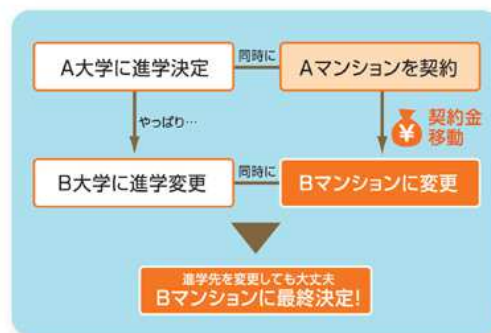 A大学に進学決定
同時に
Aマンションを契約
やっぱり…
¥
契約金
移動
B大学に進学変更
同時に
Bマンションに変更
進学先を変更しても大丈夫
Bマンションに最終決定!